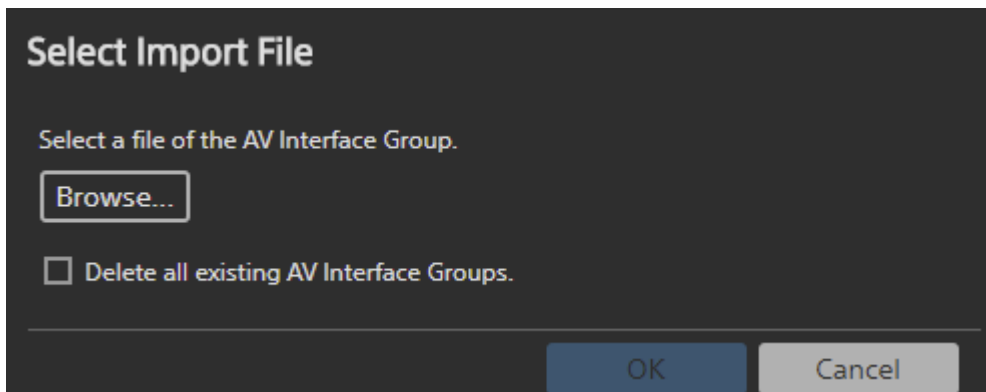 Select Import File
Select a file of the AV Interface Group.
Browse...
Delete all existing AV Interface Groups.
OK
Cancel